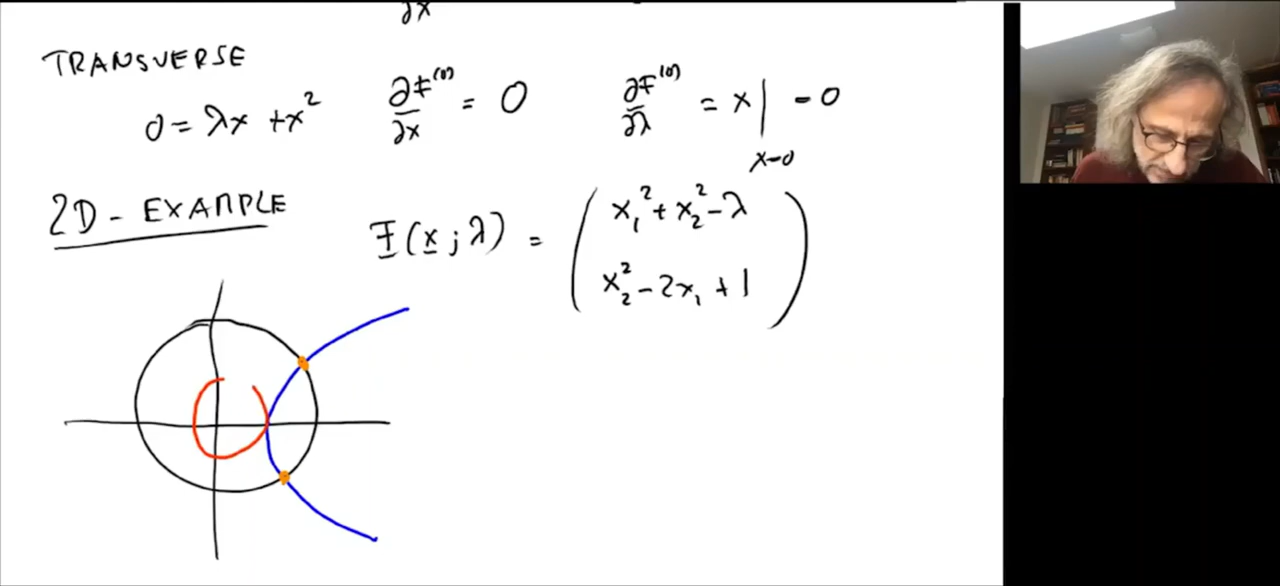 ∂x
TRANSVERSE
0 = λx + x² ∂F⁽⁰⁾/∂x = 0 ∂F⁽⁰⁾/∂λ = x|ₓ₌₀ = 0
2D - EXAMPLE
F(x; λ) = ( x₁² + x₂² - λ
x₂² - 2x₁ + 1 )